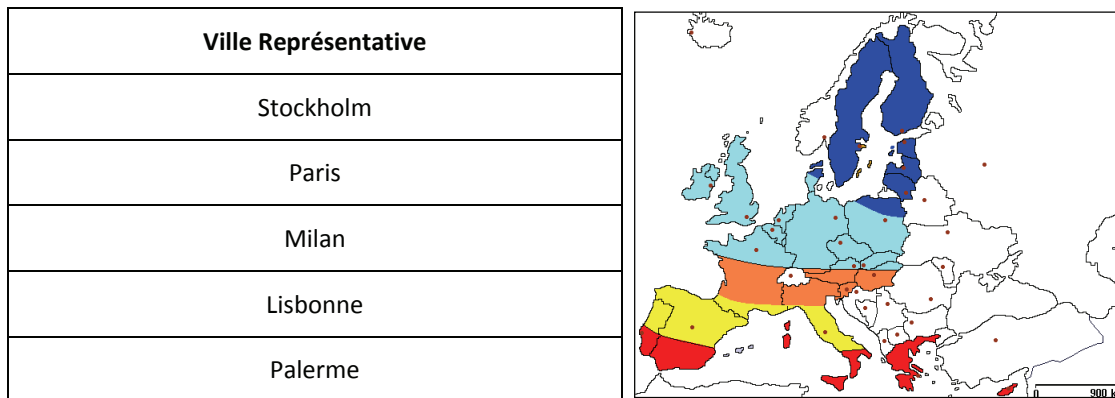 Ville Représentative
Stockholm
Paris
Milan
Lisbonne
Palerme
0 900 k